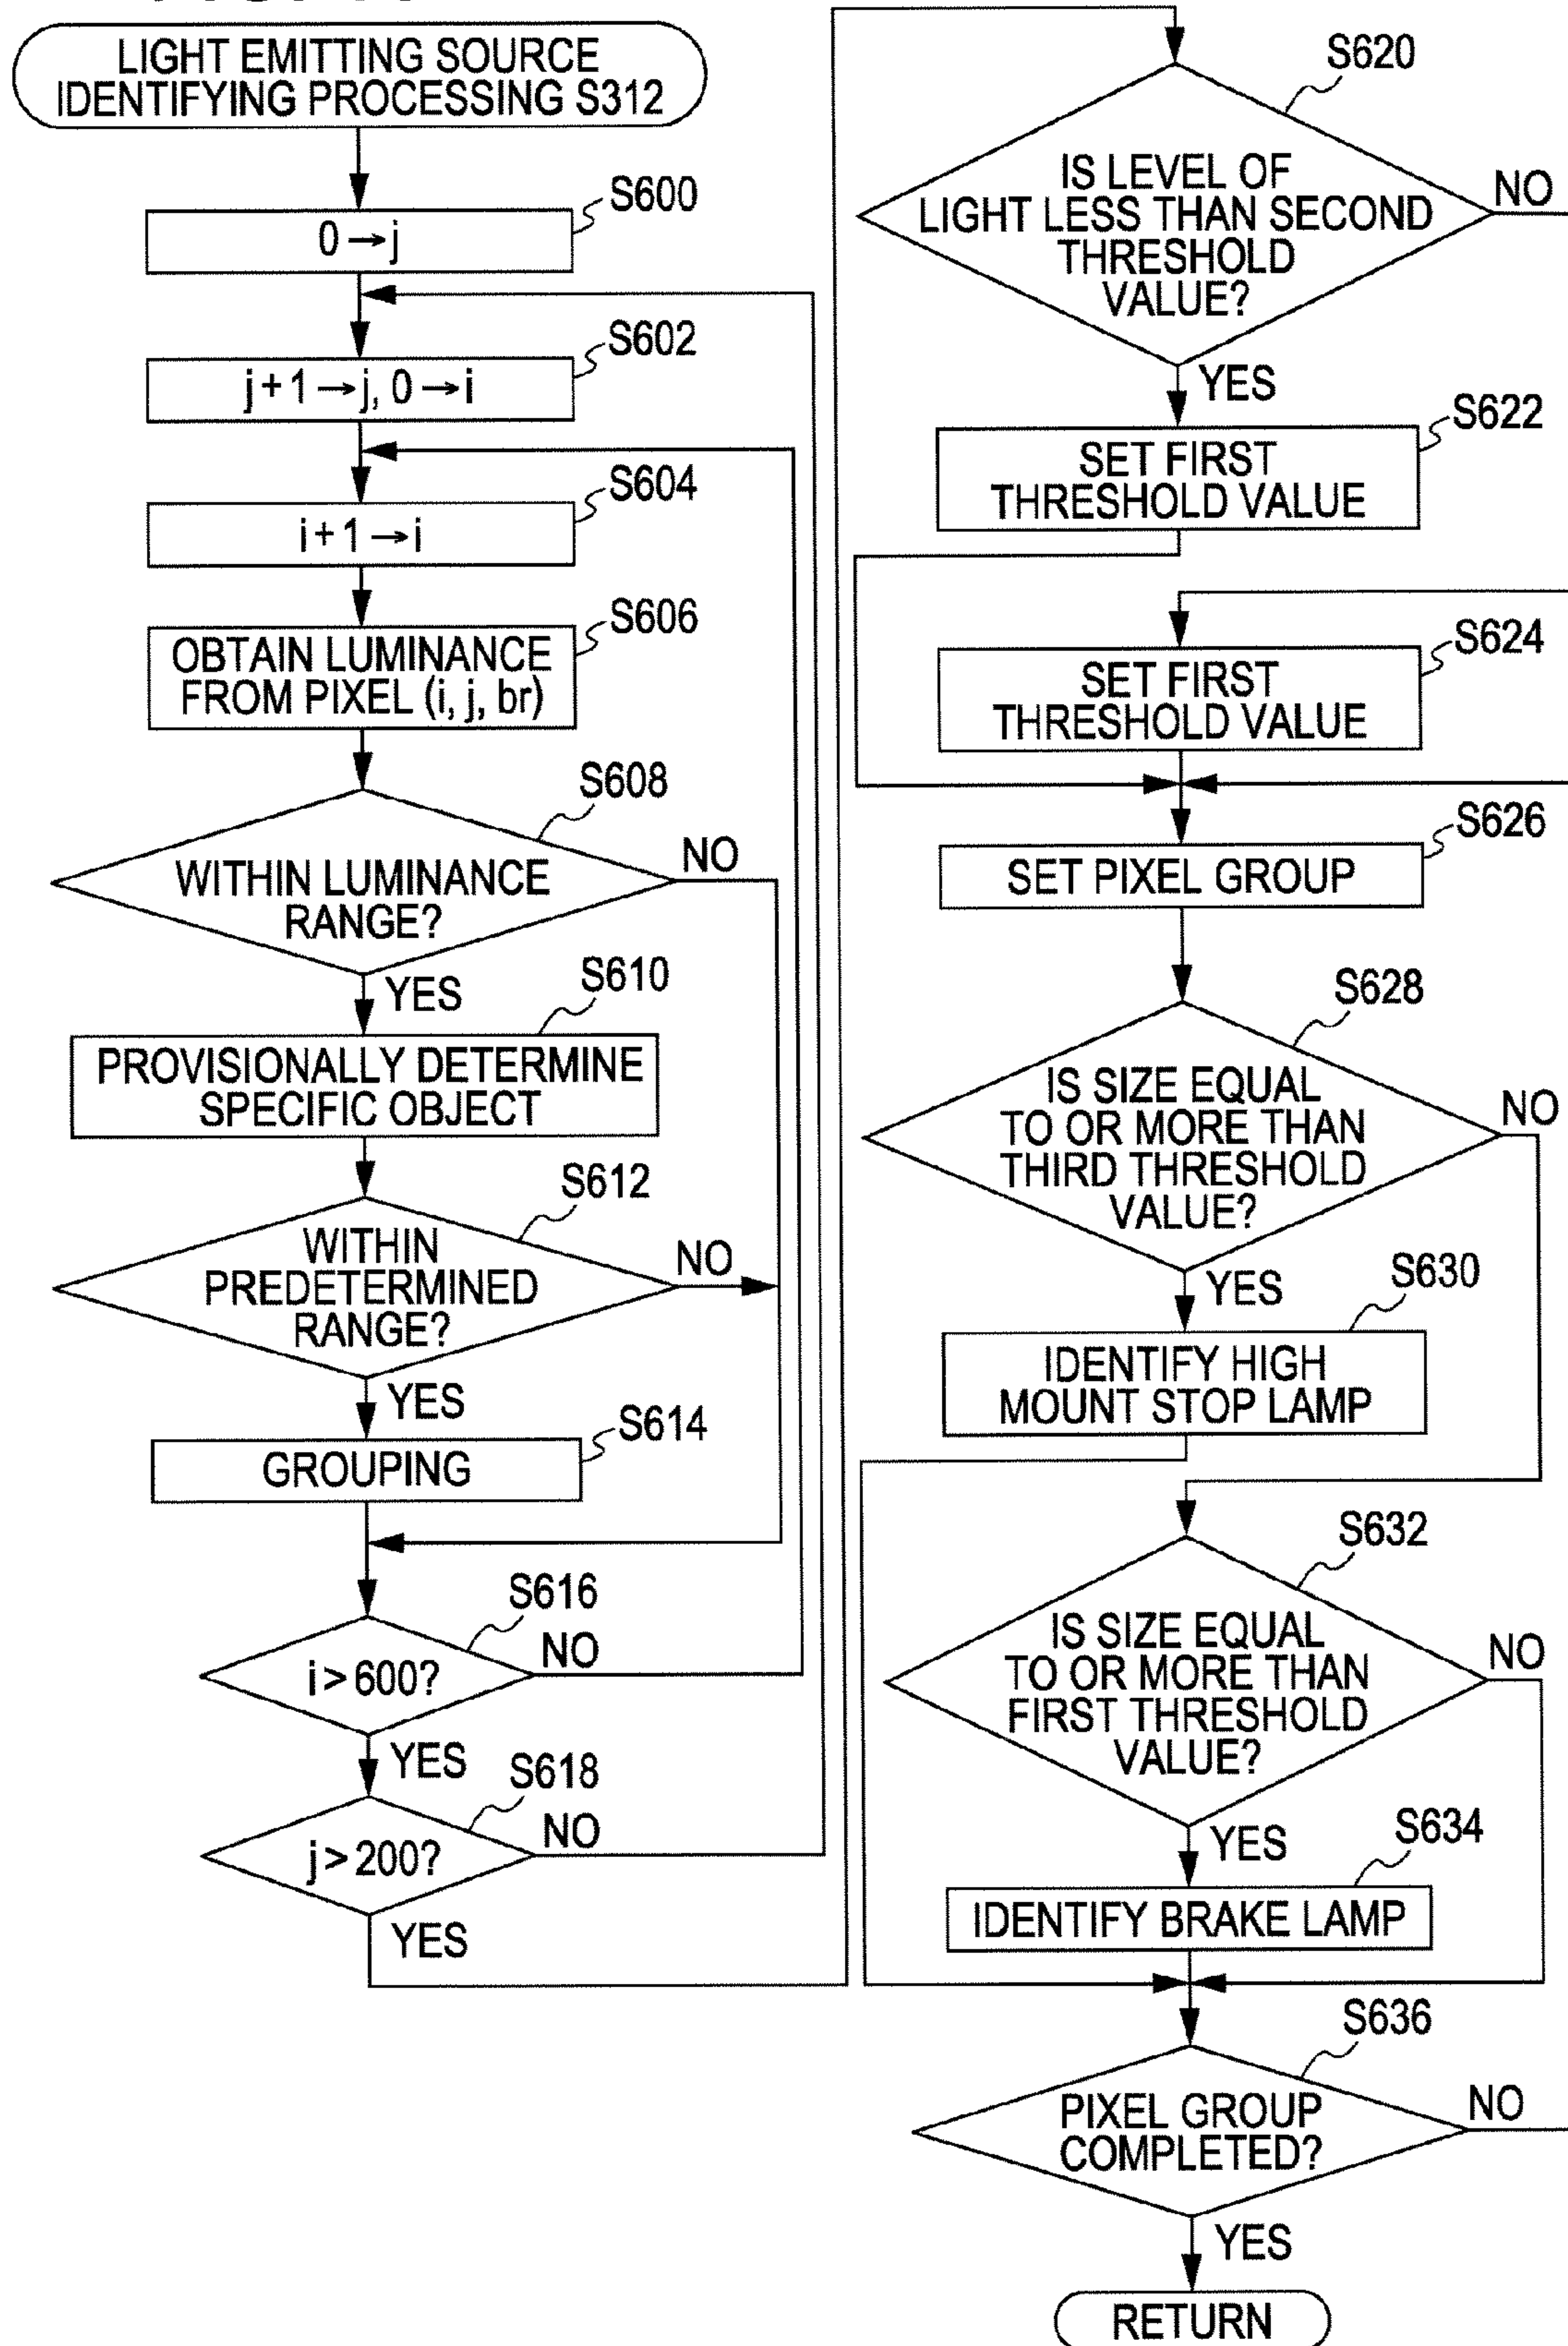 LIGHT EMITTING SOURCE
IDENTIFYING PROCESSING S312
S600
0→j
S602
j+1→j, 0→i
S604
i+1→i
S606
OBTAIN LUMINANCE
FROM PIXEL (i, j, br)
S608
WITHIN LUMINANCE
RANGE?
NO
YES
S610
PROVISIONALLY DETERMINE
SPECIFIC OBJECT
S612
WITHIN
PREDETERMINED
RANGE?
NO
YES
S614
GROUPING
S616
i>600?
NO
YES
S618
j>200?
NO
YES
S620
IS LEVEL OF
LIGHT LESS THAN SECOND
THRESHOLD
VALUE?
NO
YES
S622
SET FIRST
THRESHOLD VALUE
S624
SET FIRST
THRESHOLD VALUE
S626
SET PIXEL GROUP
S628
IS SIZE EQUAL
TO OR MORE THAN
THIRD THRESHOLD
VALUE?
NO
YES
S630
IDENTIFY HIGH
MOUNT STOP LAMP
S632
IS SIZE EQUAL
TO OR MORE THAN
FIRST THRESHOLD
VALUE?
NO
YES
S634
IDENTIFY BRAKE LAMP
S636
PIXEL GROUP
COMPLETED?
NO
YES
RETURN